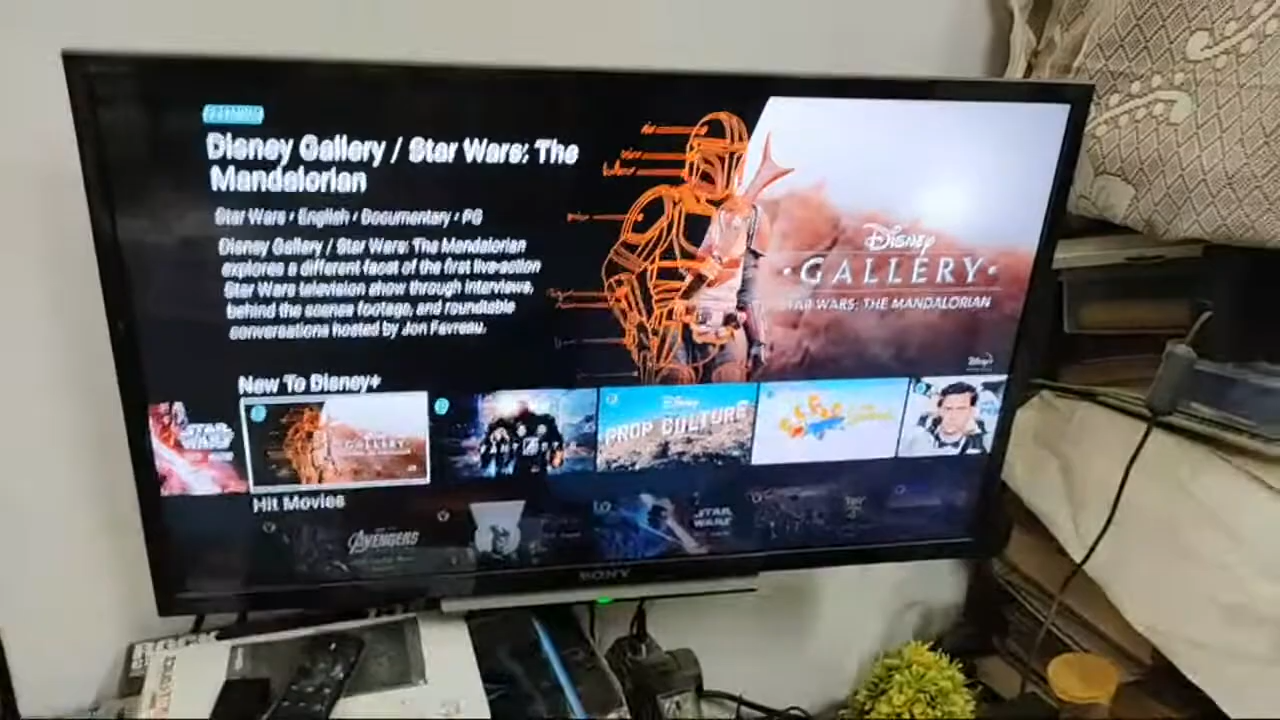 Disney Gallery / Star Wars: The
Mandalorian
Star Wars • English • Documentary • PG
Disney Gallery / Star Wars: The Mandalorian
explores a different facet of the first live-action
Star Wars television show through interviews,
behind the scenes footage, and roundtable
conversations hosted by Jon Favreau.
Disney
• GALLERY •
STAR WARS: THE MANDALORIAN
Disney+
New To Disney+
STAR
WARS
GALLERY
Disney
PROP CULTURE
Hit Movies
AVENGERS
STAR
WARS
SONY